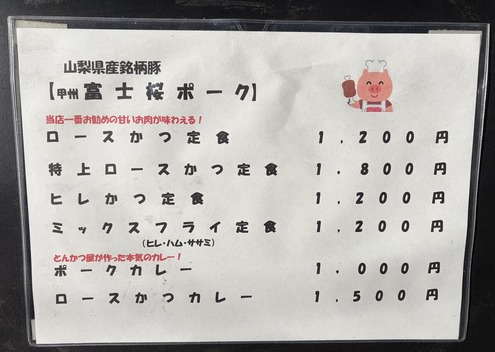 山梨県産銘柄豚
【甲州 富士桜ポーク】
当店一番お勧めの甘いお肉が味わえる!
ロースかつ定食 1,200円
特上ロースかつ定食 1,800円
ヒレかつ定食 1,200円
ミックスフライ定食 1,200円
(ヒレ・ハム・ササミ)
とんかつ屋が作った本気のカレー!
ポークカレー 1,000円
ロースかつカレー 1,500円